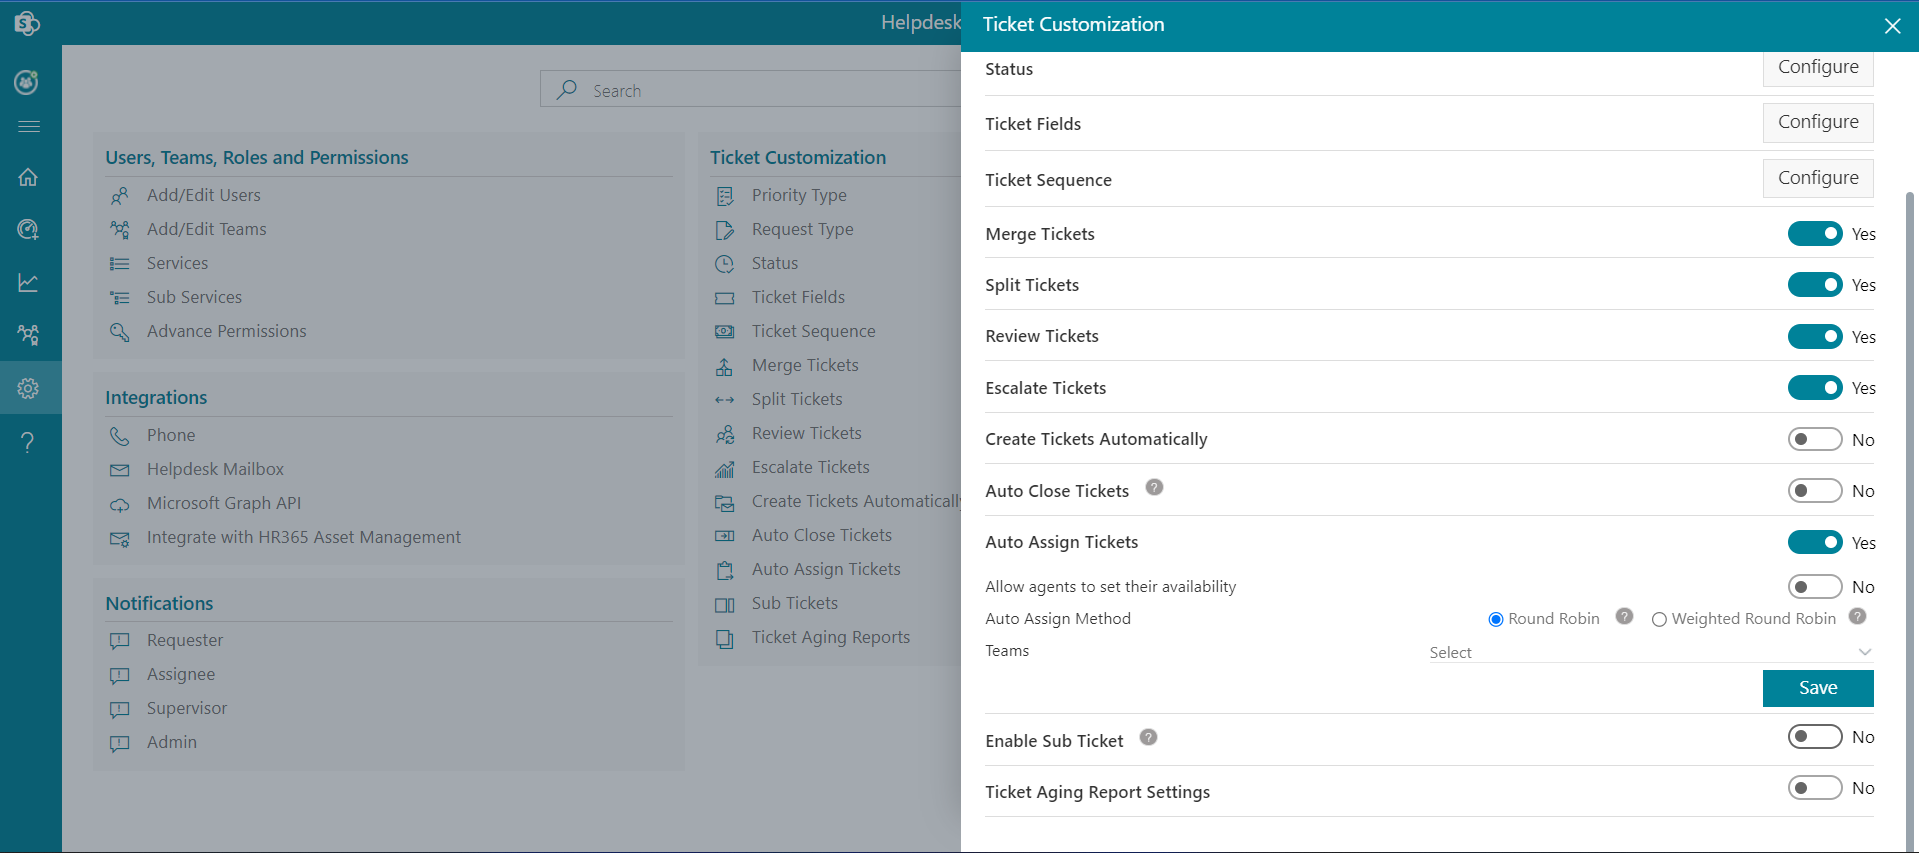 Helpdesk
Search
Users, Teams, Roles and Permissions
Add/Edit Users
Add/Edit Teams
Services
Sub Services
Advance Permissions
Integrations
Phone
Helpdesk Mailbox
Microsoft Graph API
Integrate with HR365 Asset Management
Notifications
Requester
Assignee
Supervisor
Admin
Ticket Customization
Priority Type
Request Type
Status
Ticket Fields
Ticket Sequence
Merge Tickets
Split Tickets
Review Tickets
Escalate Tickets
Create Tickets Automatically
Auto Close Tickets
Auto Assign Tickets
Sub Tickets
Ticket Aging Reports
Ticket Customization
Status Configure
Ticket Fields Configure
Ticket Sequence Configure
Merge Tickets Yes
Split Tickets Yes
Review Tickets Yes
Escalate Tickets Yes
Create Tickets Automatically No
Auto Close Tickets ? No
Auto Assign Tickets Yes
Allow agents to set their availability No
Auto Assign Method Round Robin ? Weighted Round Robin ?
Teams Select
Save
Enable Sub Ticket ? No
Ticket Aging Report Settings No